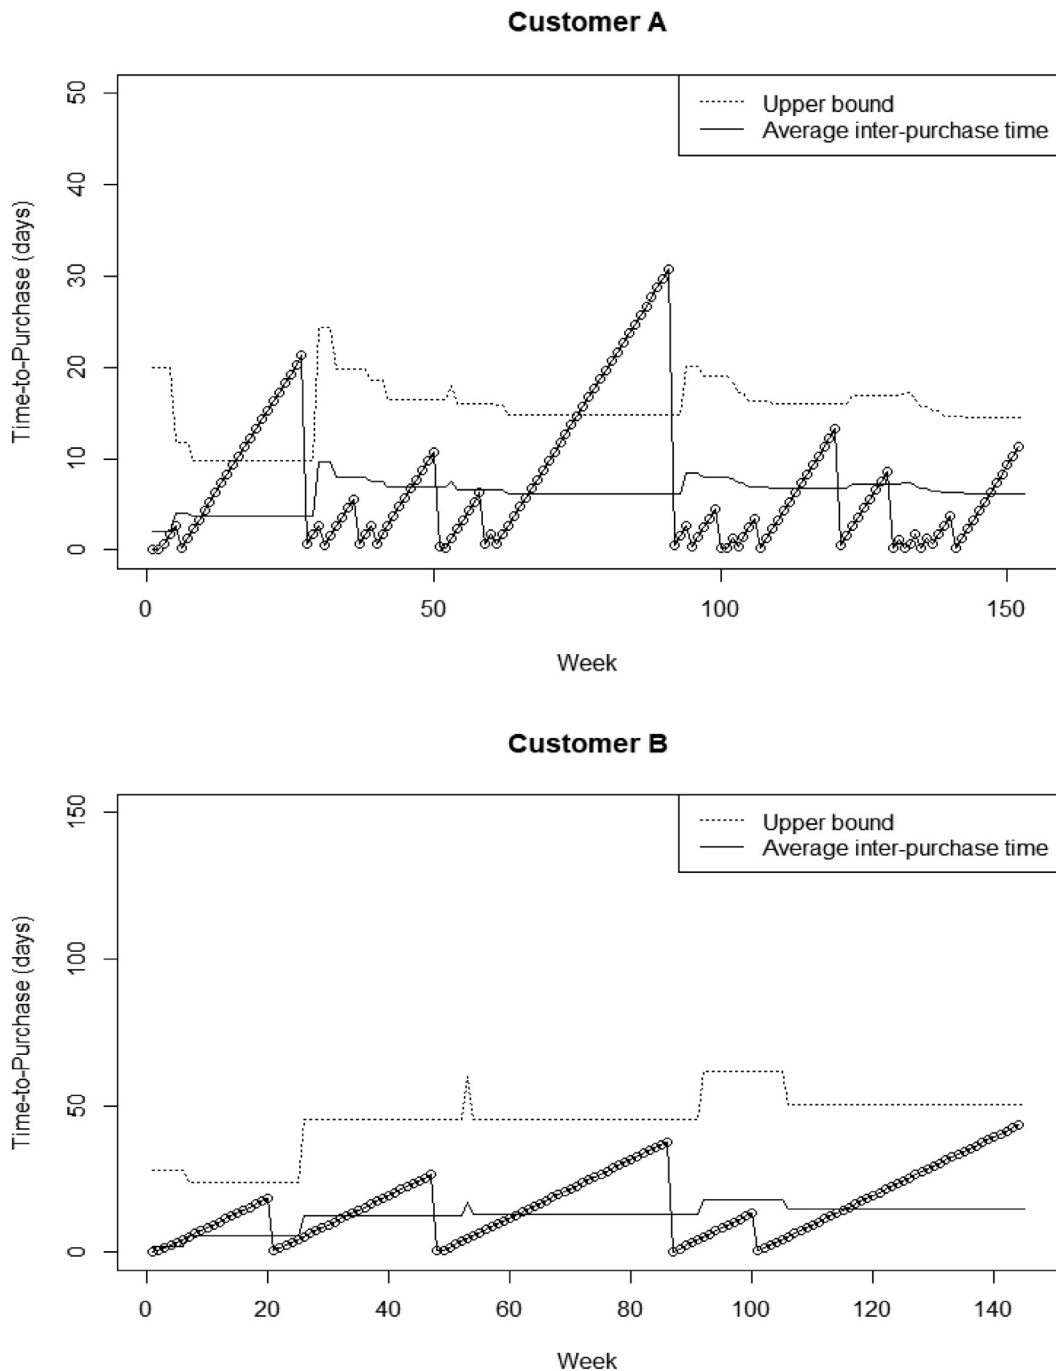 Customer A
50
40
30
20
10
0
Time-to-Purchase (days)
Upper bound
Average inter-purchase time
0 50 100 150
Week
Customer B
150
100
50
0
Time-to-Purchase (days)
Upper bound
Average inter-purchase time
0 20 40 60 80 100 120 140
Week